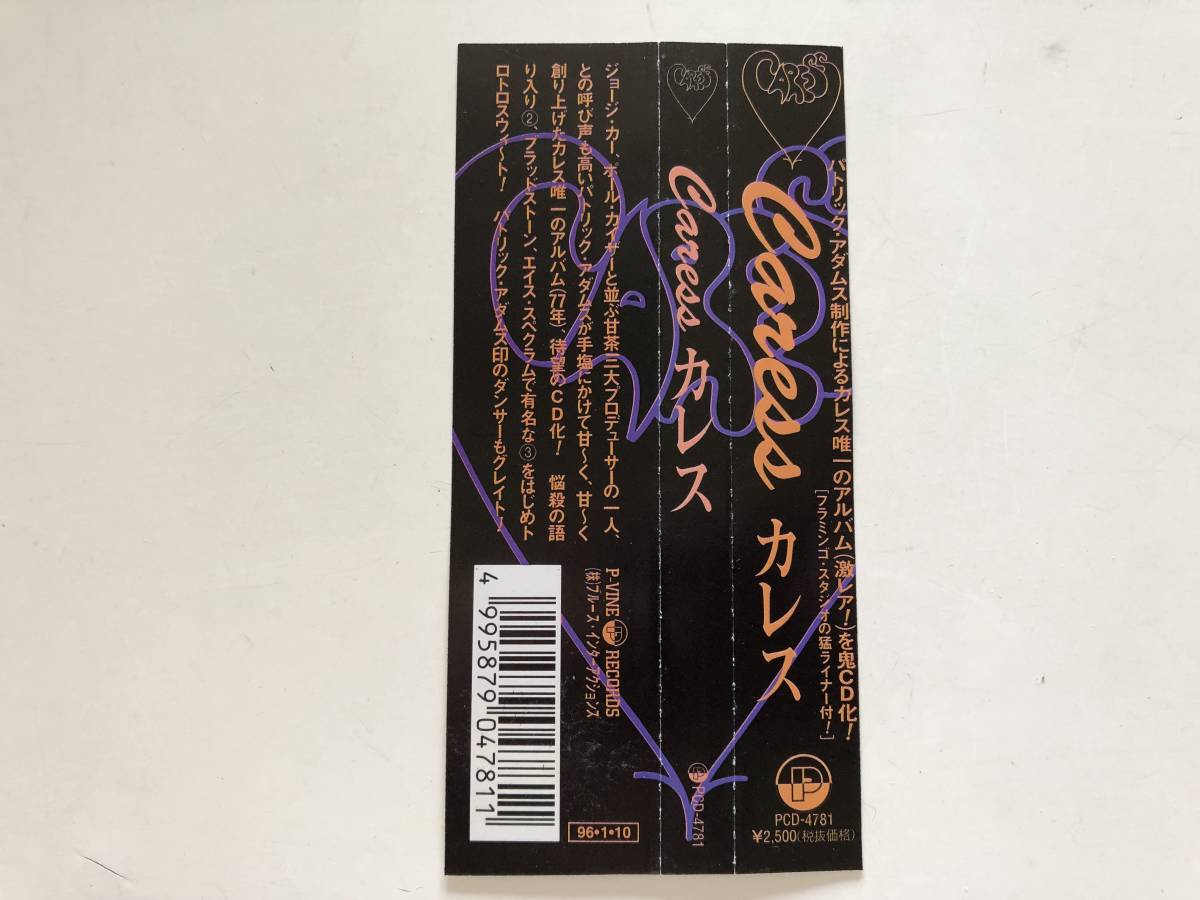 CARESS
パトリック・アダムス制作によるカレス唯一のアルバム(激レア!)を鬼CD化!
[フラミンゴ・スタジオの猛ライナー付!]
Caress カレス
P
PCD-4781
¥2,500(税抜価格)
CARESS
Caress カレス
P PCD-4781
ジョージ・カー、ポール・カイザーと並ぶ甘茶三大プロデューサーの一人、
との呼び声も高いパトリック・アダムスが手塩にかけて甘〜く、甘〜く
創り上げたカレス唯一のアルバム(77年)、待望のCD化! 悩殺の語
り入り②、ブラッドストーン、エイス・スペクラムで有名な③をはじめト
ロトロスウィ〜ト! パトリック・アダムス印のダンサーもグレイト!
P-VINE P RECORDS
(株)ブルース・インターアクションズ
4 995879 047811
96•1•10